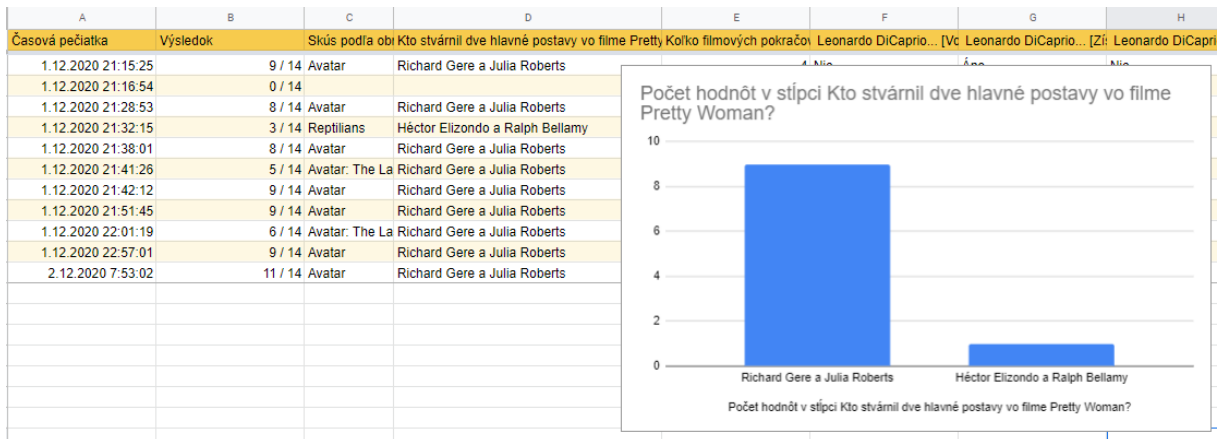 A B C D E F G H
Časová pečiatka Výsledok Skús podľa obr Kto stvárnil dve hlavné postavy vo filme Pretty Koľko filmových pokračov Leonardo DiCaprio... [Vo Leonardo DiCaprio... [Zís Leonardo DiCapri
1.12.2020 21:15:25 9 / 14 Avatar Richard Gere a Julia Roberts 4 Nie Áno Nie
1.12.2020 21:16:54 0 / 14
1.12.2020 21:28:53 8 / 14 Avatar Richard Gere a Julia Roberts
1.12.2020 21:32:15 3 / 14 Reptilians Héctor Elizondo a Ralph Bellamy
1.12.2020 21:38:01 8 / 14 Avatar Richard Gere a Julia Roberts
1.12.2020 21:41:26 5 / 14 Avatar: The La Richard Gere a Julia Roberts
1.12.2020 21:42:12 9 / 14 Avatar Richard Gere a Julia Roberts
1.12.2020 21:51:45 9 / 14 Avatar Richard Gere a Julia Roberts
1.12.2020 22:01:19 6 / 14 Avatar: The La Richard Gere a Julia Roberts
1.12.2020 22:57:01 9 / 14 Avatar Richard Gere a Julia Roberts
2.12.2020 7:53:02 11 / 14 Avatar Richard Gere a Julia Roberts
Počet hodnôt v stĺpci Kto stvárnil dve hlavné postavy vo filme
Pretty Woman?
10
8
6
4
2
0
Richard Gere a Julia Roberts Héctor Elizondo a Ralph Bellamy
Počet hodnôt v stĺpci Kto stvárnil dve hlavné postavy vo filme Pretty Woman?